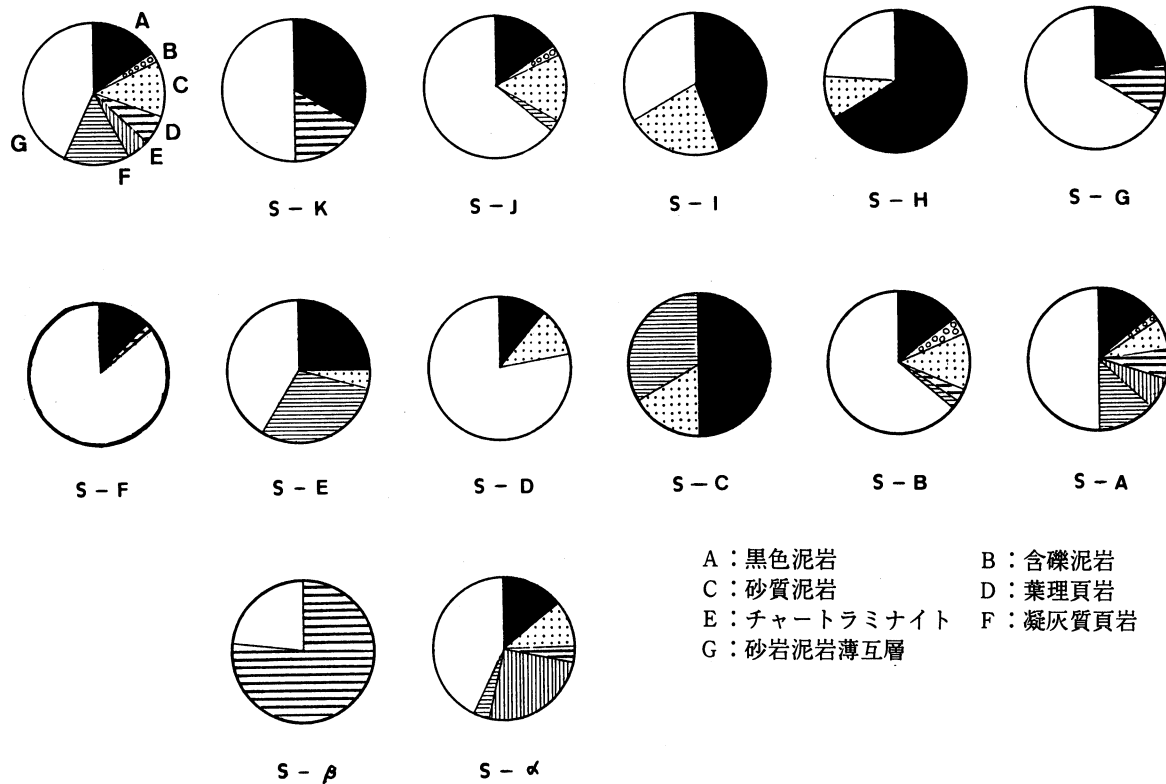 A
B
C
D
E
F
G
S - K
S - J
S - I
S - H
S - G
S - F
S - E
S - D
S - C
S - B
S - A
A：黒色泥岩 B：含礫泥岩
C：砂質泥岩 D：葉理頁岩
E：チャートラミナイト F：凝灰質頁岩
G：砂岩泥岩薄互層
S - β
S - α